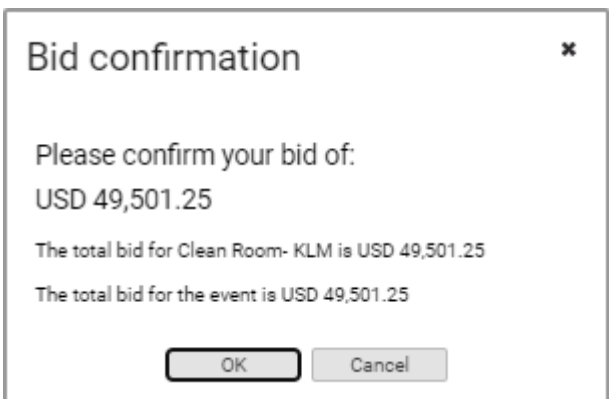 Bid confirmation
Please confirm your bid of:
USD 49,501.25
The total bid for Clean Room- KLM is USD 49,501.25
The total bid for the event is USD 49,501.25
OK Cancel